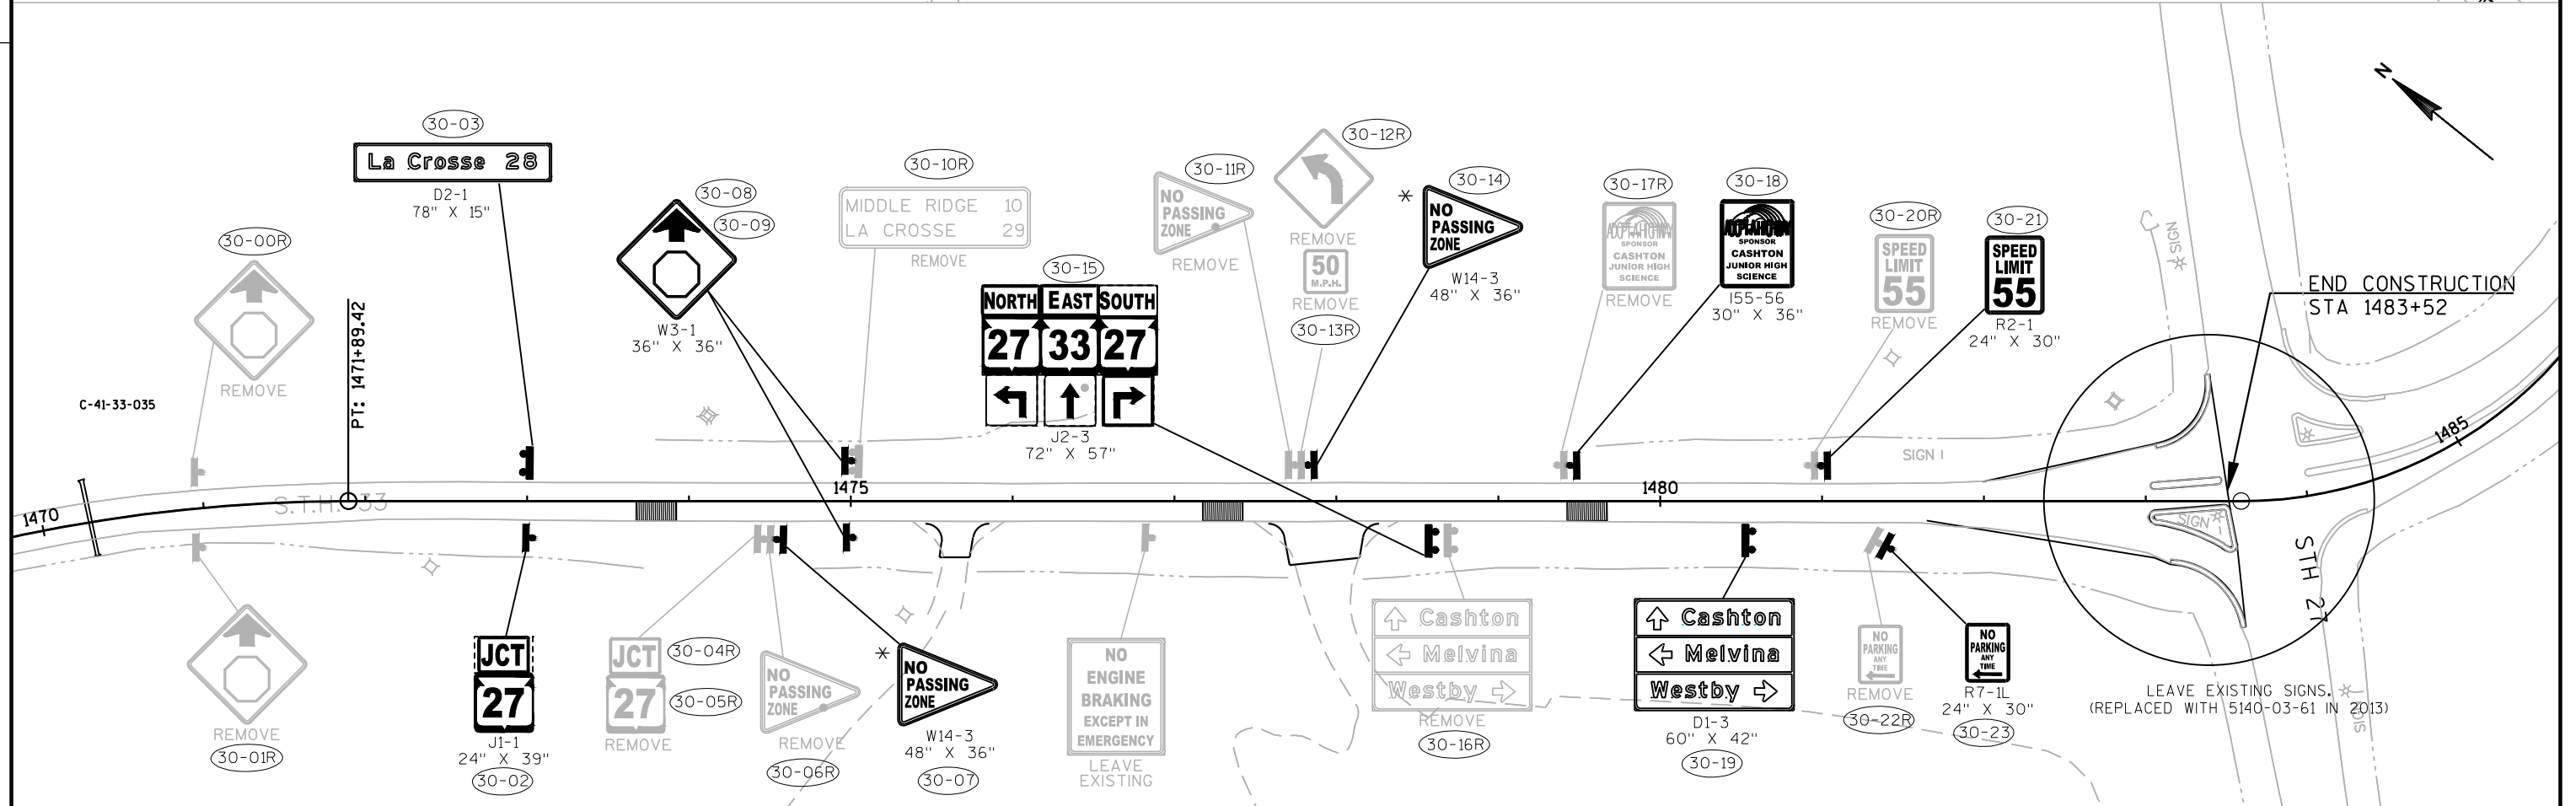 30-03
La Crosse 28
D2-1
78" X 15"
30-00R
REMOVE
C-41-33-035
PT: 1471+89.42
30-08
30-09
W3-1
36" X 36"
30-10R
MIDDLE RIDGE 10
LA CROSSE 29
REMOVE
30-15
NORTH EAST SOUTH
27 33 27
J2-3
72" X 57"
30-11R
NO
PASSING
ZONE
REMOVE
30-12R
REMOVE
50
M.P.H.
REMOVE
30-13R
30-14
*
NO
PASSING
ZONE
W14-3
48" X 36"
30-17R
ADOPT A HIGHWAY
SPONSOR
CASHTON
JUNIOR HIGH
SCIENCE
REMOVE
30-18
ADOPT A HIGHWAY
SPONSOR
CASHTON
JUNIOR HIGH
SCIENCE
I55-56
30" X 36"
30-20R
SPEED
LIMIT
55
REMOVE
30-21
SPEED
LIMIT
55
R2-1
24" X 30"
N
SIGN
END CONSTRUCTION
STA 1483+52
SIGN
1470
S.T.H. 33
1475
1480
1485
SIGN
STH 27
SIGN
REMOVE
30-01R
JCT
27
J1-1
24" X 39"
30-02
JCT
27
REMOVE
30-04R
30-05R
NO
PASSING
ZONE
REMOVE
30-06R
*
NO
PASSING
ZONE
W14-3
48" X 36"
30-07
NO
ENGINE
BRAKING
EXCEPT IN
EMERGENCY
LEAVE
EXISTING
Cashton
Melvina
Westby
REMOVE
30-16R
Cashton
Melvina
Westby
D1-3
60" X 42"
30-19
NO
PARKING
ANY
TIME
REMOVE
30-22R
NO
PARKING
ANY
TIME
R7-1L
24" X 30"
30-23
LEAVE EXISTING SIGNS.
(REPLACED WITH 5140-03-61 IN 2013)